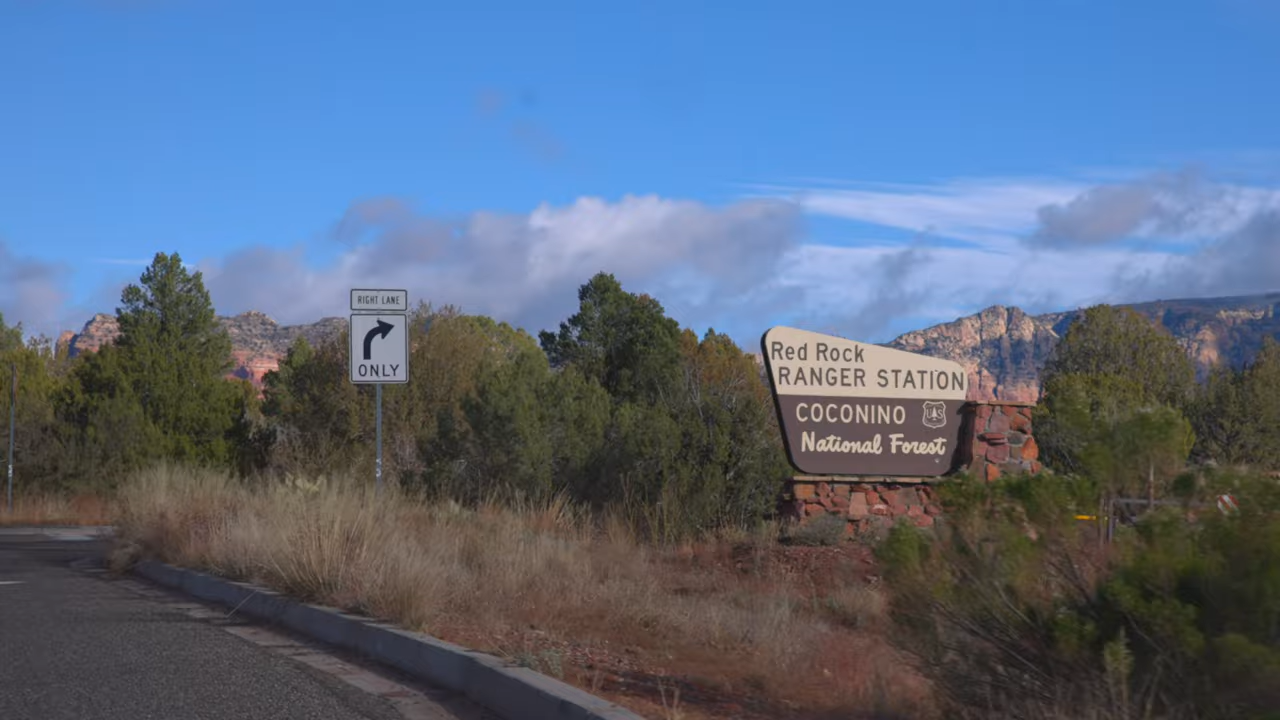 RIGHT LANE
ONLY
Red Rock
RANGER STATION
COCONINO
National Forest